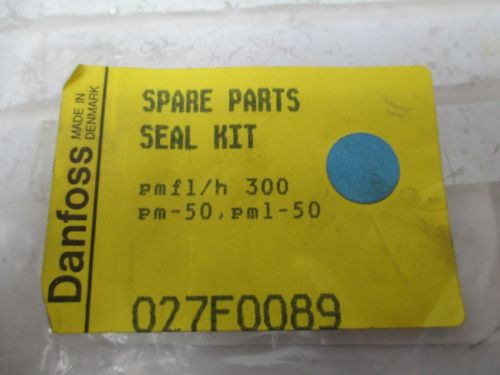 Danfoss
MADE IN
DENMARK
SPARE PARTS
SEAL KIT
pmfl/h 300
pm-50, pml-50
027F0089